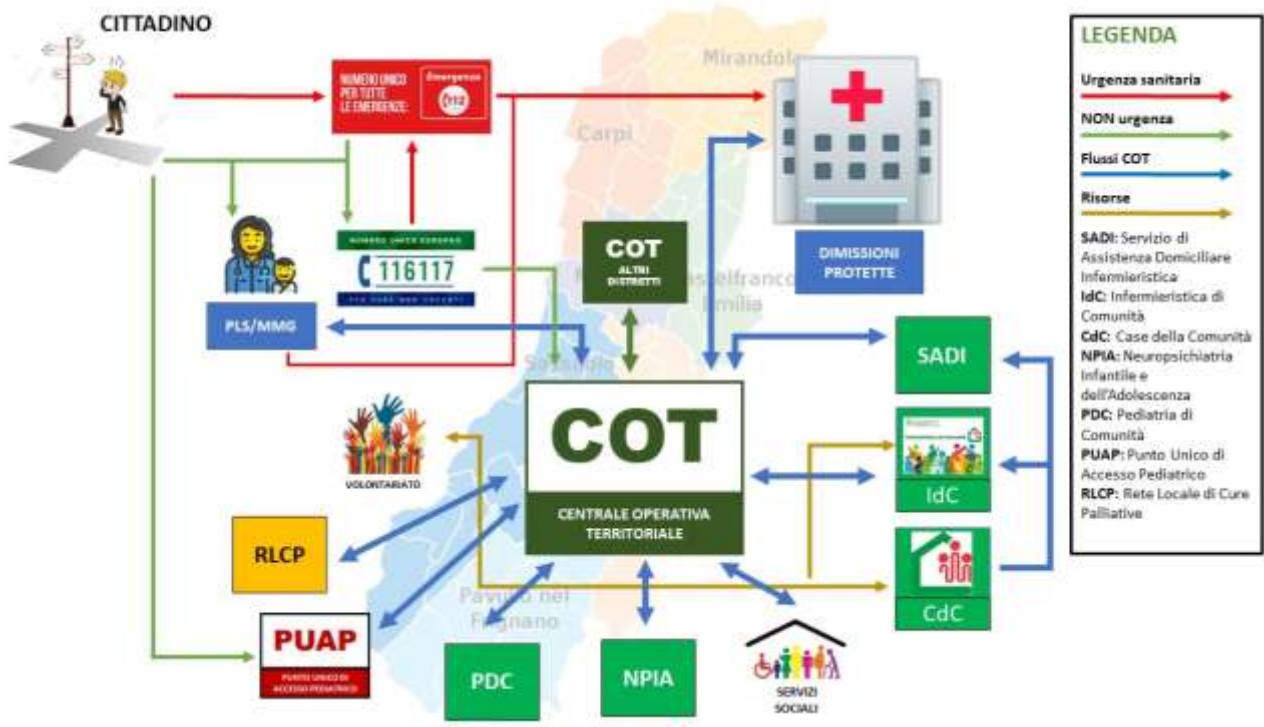 CITTADINO
NUMERO UNICO
PER TUTTE
LE EMERGENZE:
Emergenza
112
Mirandola
Carpi
NUMERO UNICO EUROPEO
116117
PLS/MMG
COT
ALTRI
DISTRETTI
DIMISSIONI
PROTETTE
Castelfranco
Emilia
Sassuolo
SADI
COT
CENTRALE OPERATIVA
TERRITORIALE
VOLONTARIATO
IdC
RLCP
CdC
Pavullo nel
Frignano
PUAP
PUNTO UNICO DI
ACCESSO PEDIATRICO
PDC
NPIA
SERVIZI
SOCIALI
LEGENDA
Urgenza sanitaria
NON urgenza
Flussi COT
Risorse
SADI: Servizio di
Assistenza Domiciliare
Infermieristica
IdC: Infermieristica di
Comunità
CdC: Case della Comunità
NPIA: Neuropsichiatria
Infantile e
dell'Adolescenza
PDC: Pediatria di
Comunità
PUAP: Punto Unico di
Accesso Pediatrico
RLCP: Rete Locale di Cure
Palliative